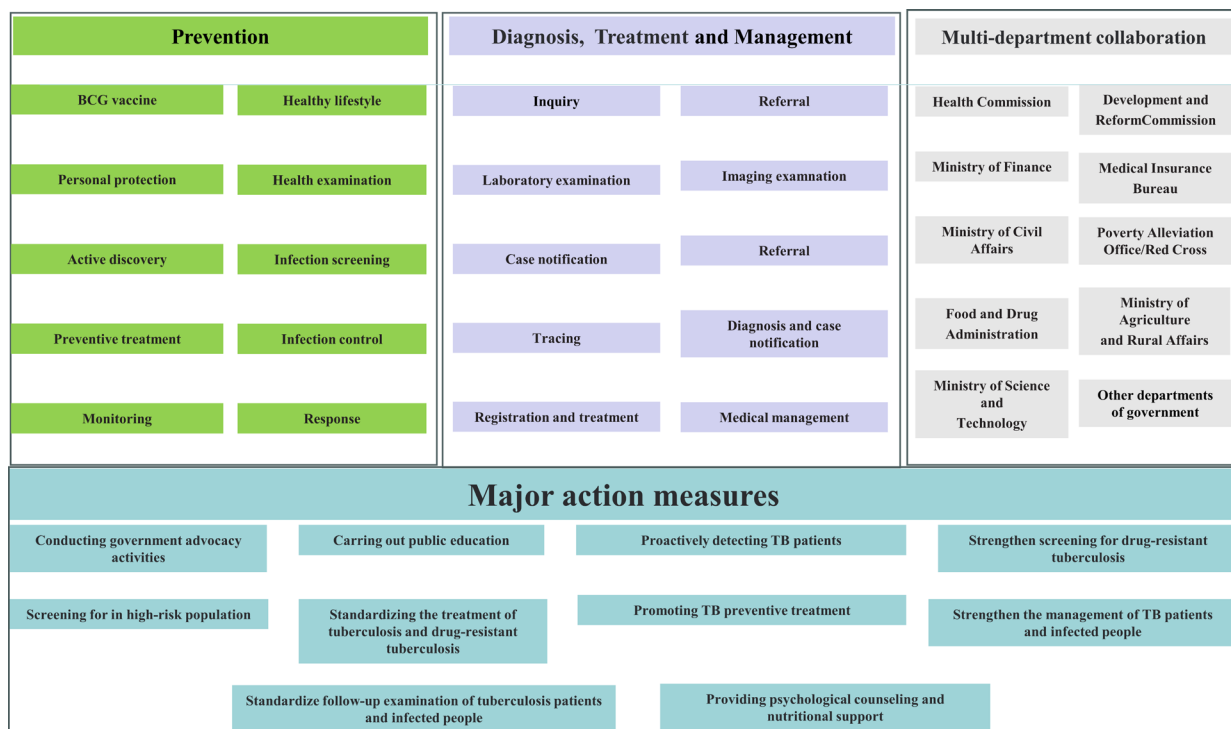 Prevention
BCG vaccine
Healthy lifestyle
Personal protection
Health examination
Active discovery
Infection screening
Preventive treatment
Infection control
Monitoring
Response
Diagnosis, Treatment and Management
Inquiry
Referral
Laboratory examination
Imaging examnation
Case notification
Referral
Tracing
Diagnosis and case
notification
Registration and treatment
Medical management
Multi-department collaboration
Health Commission
Development and
ReformCommission
Ministry of Finance
Medical Insurance
Bureau
Ministry of Civil
Affairs
Poverty Alleviation
Office/Red Cross
Food and Drug
Administration
Ministry of
Agriculture
and Rural Affairs
Ministry of Science
and
Technology
Other departments
of government
Major action measures
Conducting government advocacy
activities
Carring out public education
Proactively detecting TB patients
Strengthen screening for drug-resistant
tuberculosis
Screening for in high-risk population
Standardizing the treatment of
tuberculosis and drug-resistant
tuberculosis
Promoting TB preventive treatment
Strengthen the management of TB patients
and infected people
Standardize follow-up examination of tuberculosis patients
and infected people
Providing psychological counseling and
nutritional support